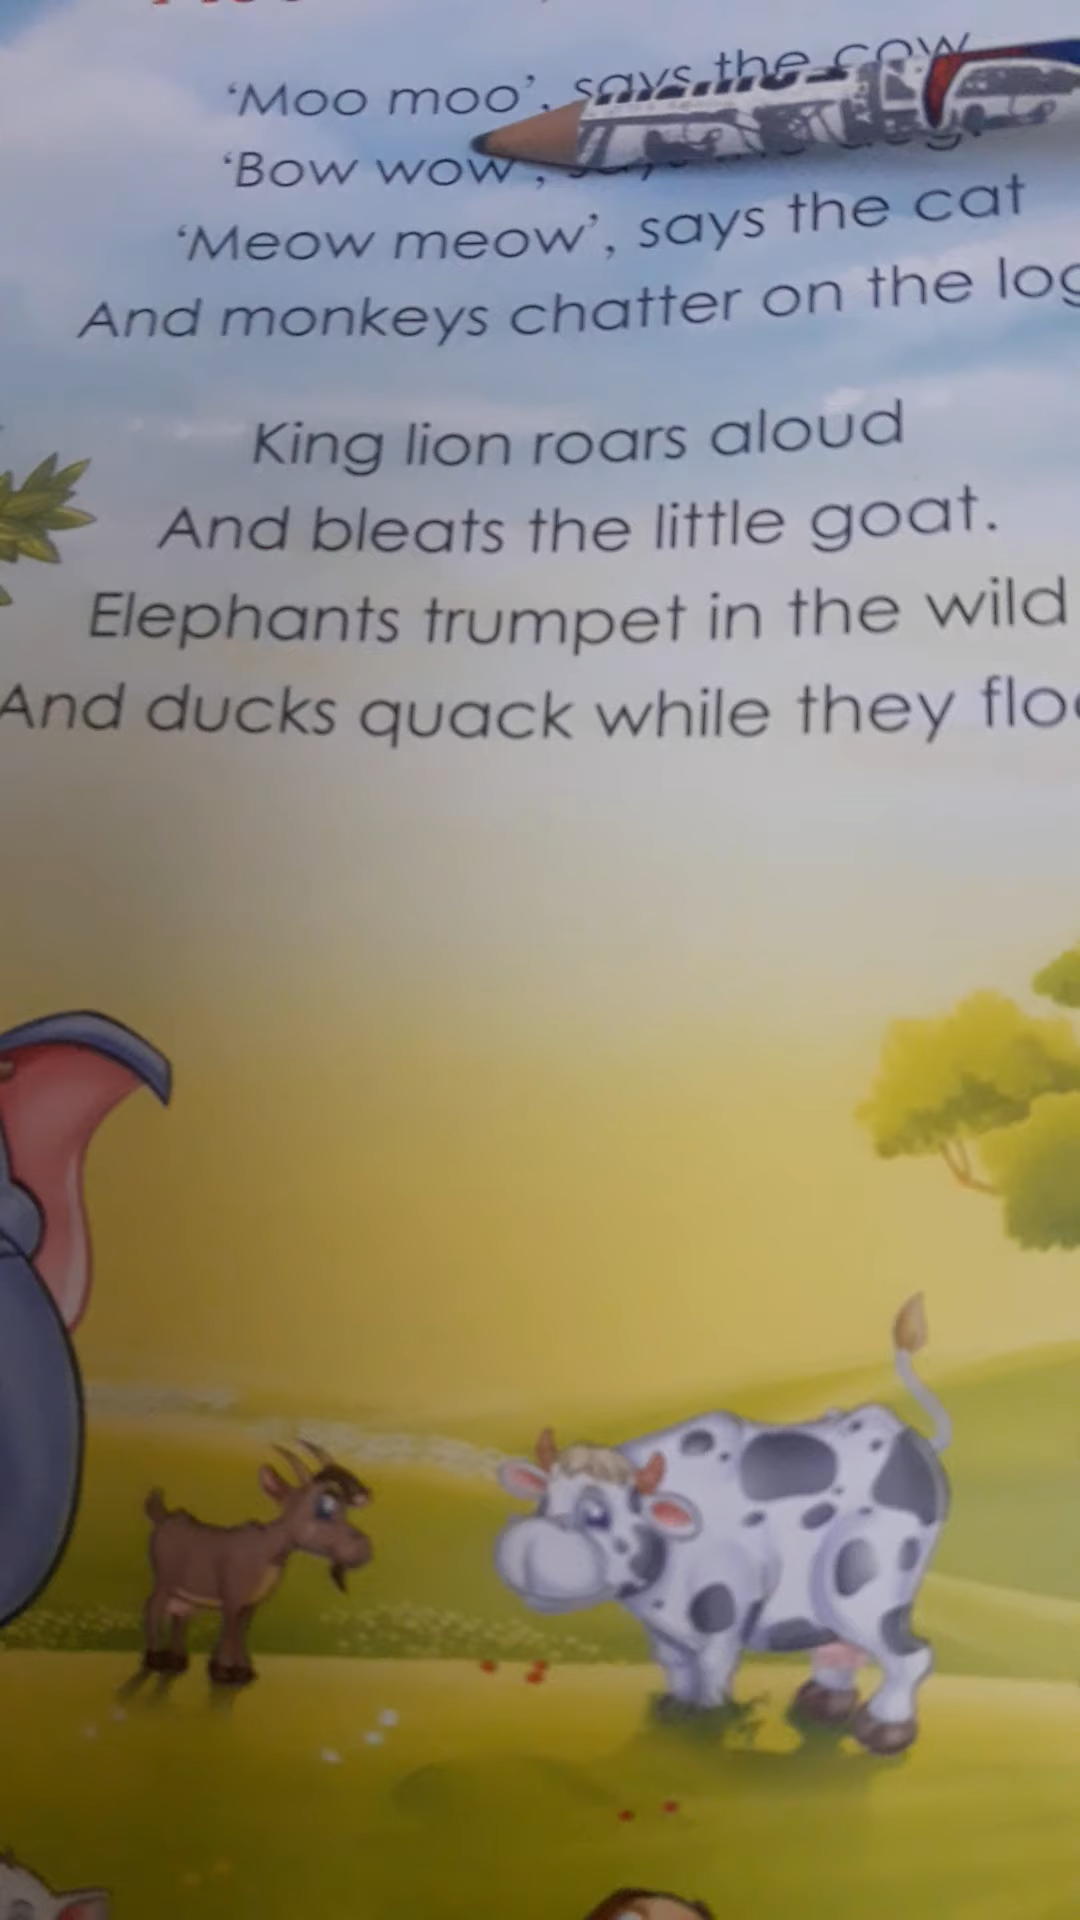 ‘Moo moo’, says the cow
‘Bow wow’,
‘Meow meow’, says the cat
And monkeys chatter on the
King lion roars aloud
And bleats the little goat.
Elephants trumpet in the wild
And ducks quack while they